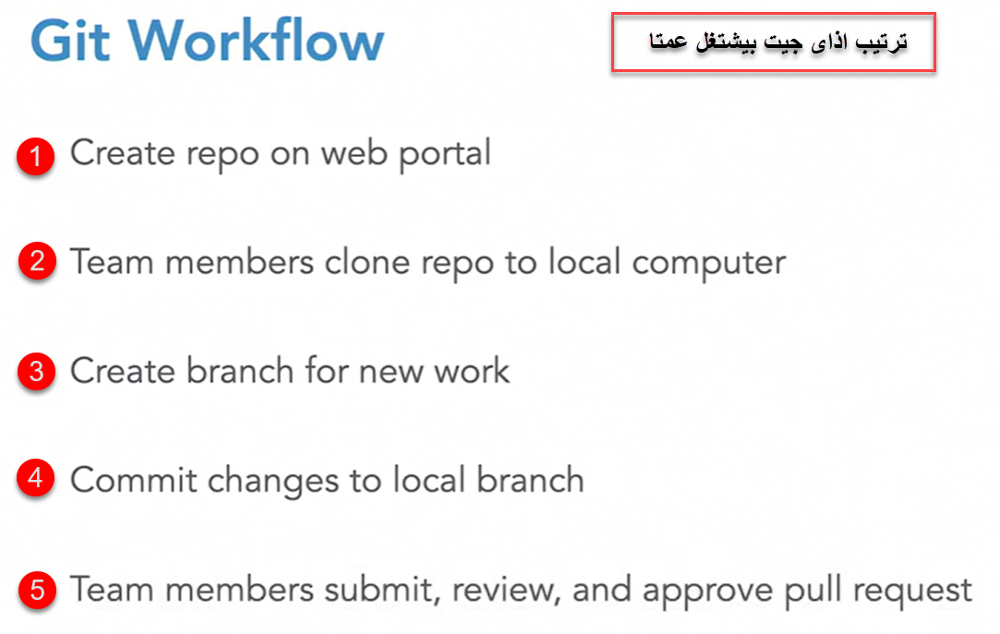 Git Workflow
ترتيب اذاى جيت بيشتغل عمتا
1 Create repo on web portal
2 Team members clone repo to local computer
3 Create branch for new work
4 Commit changes to local branch
5 Team members submit, review, and approve pull request